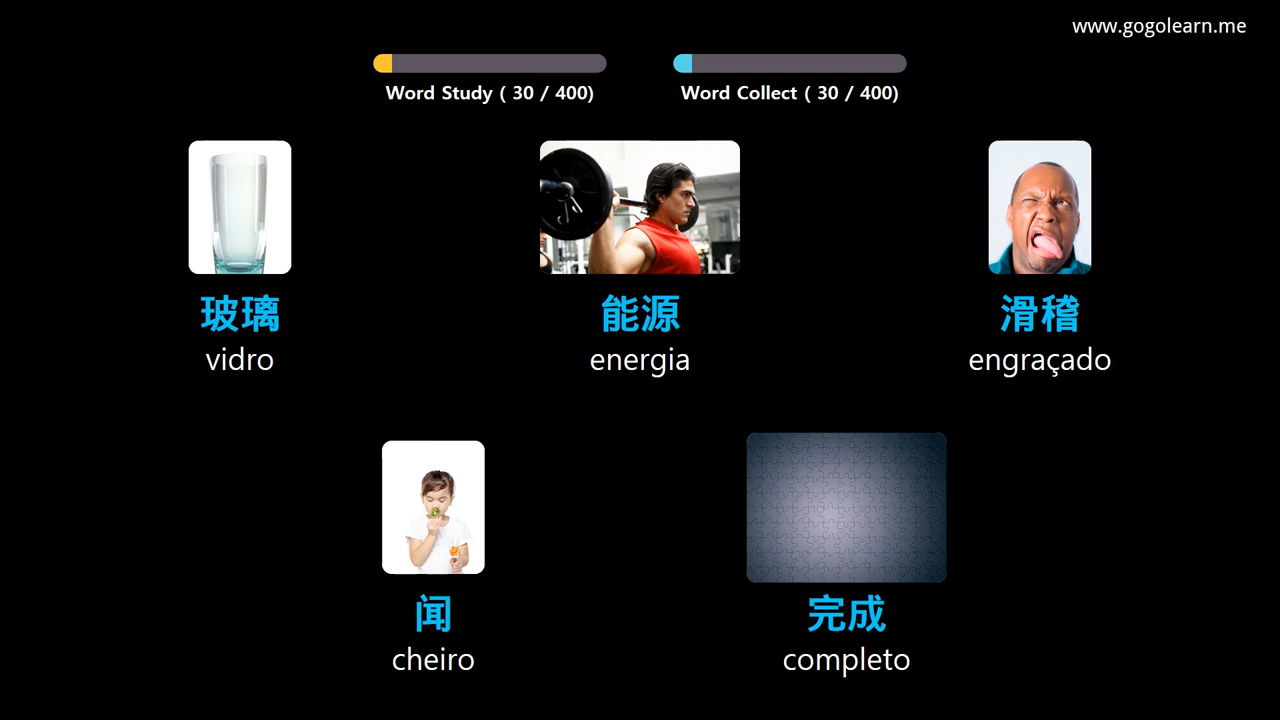 www.gogolearn.me
Word Study ( 30 / 400)
Word Collect ( 30 / 400)
玻璃
vidro
能源
energia
滑稽
engraçado
闻
cheiro
完成
completo